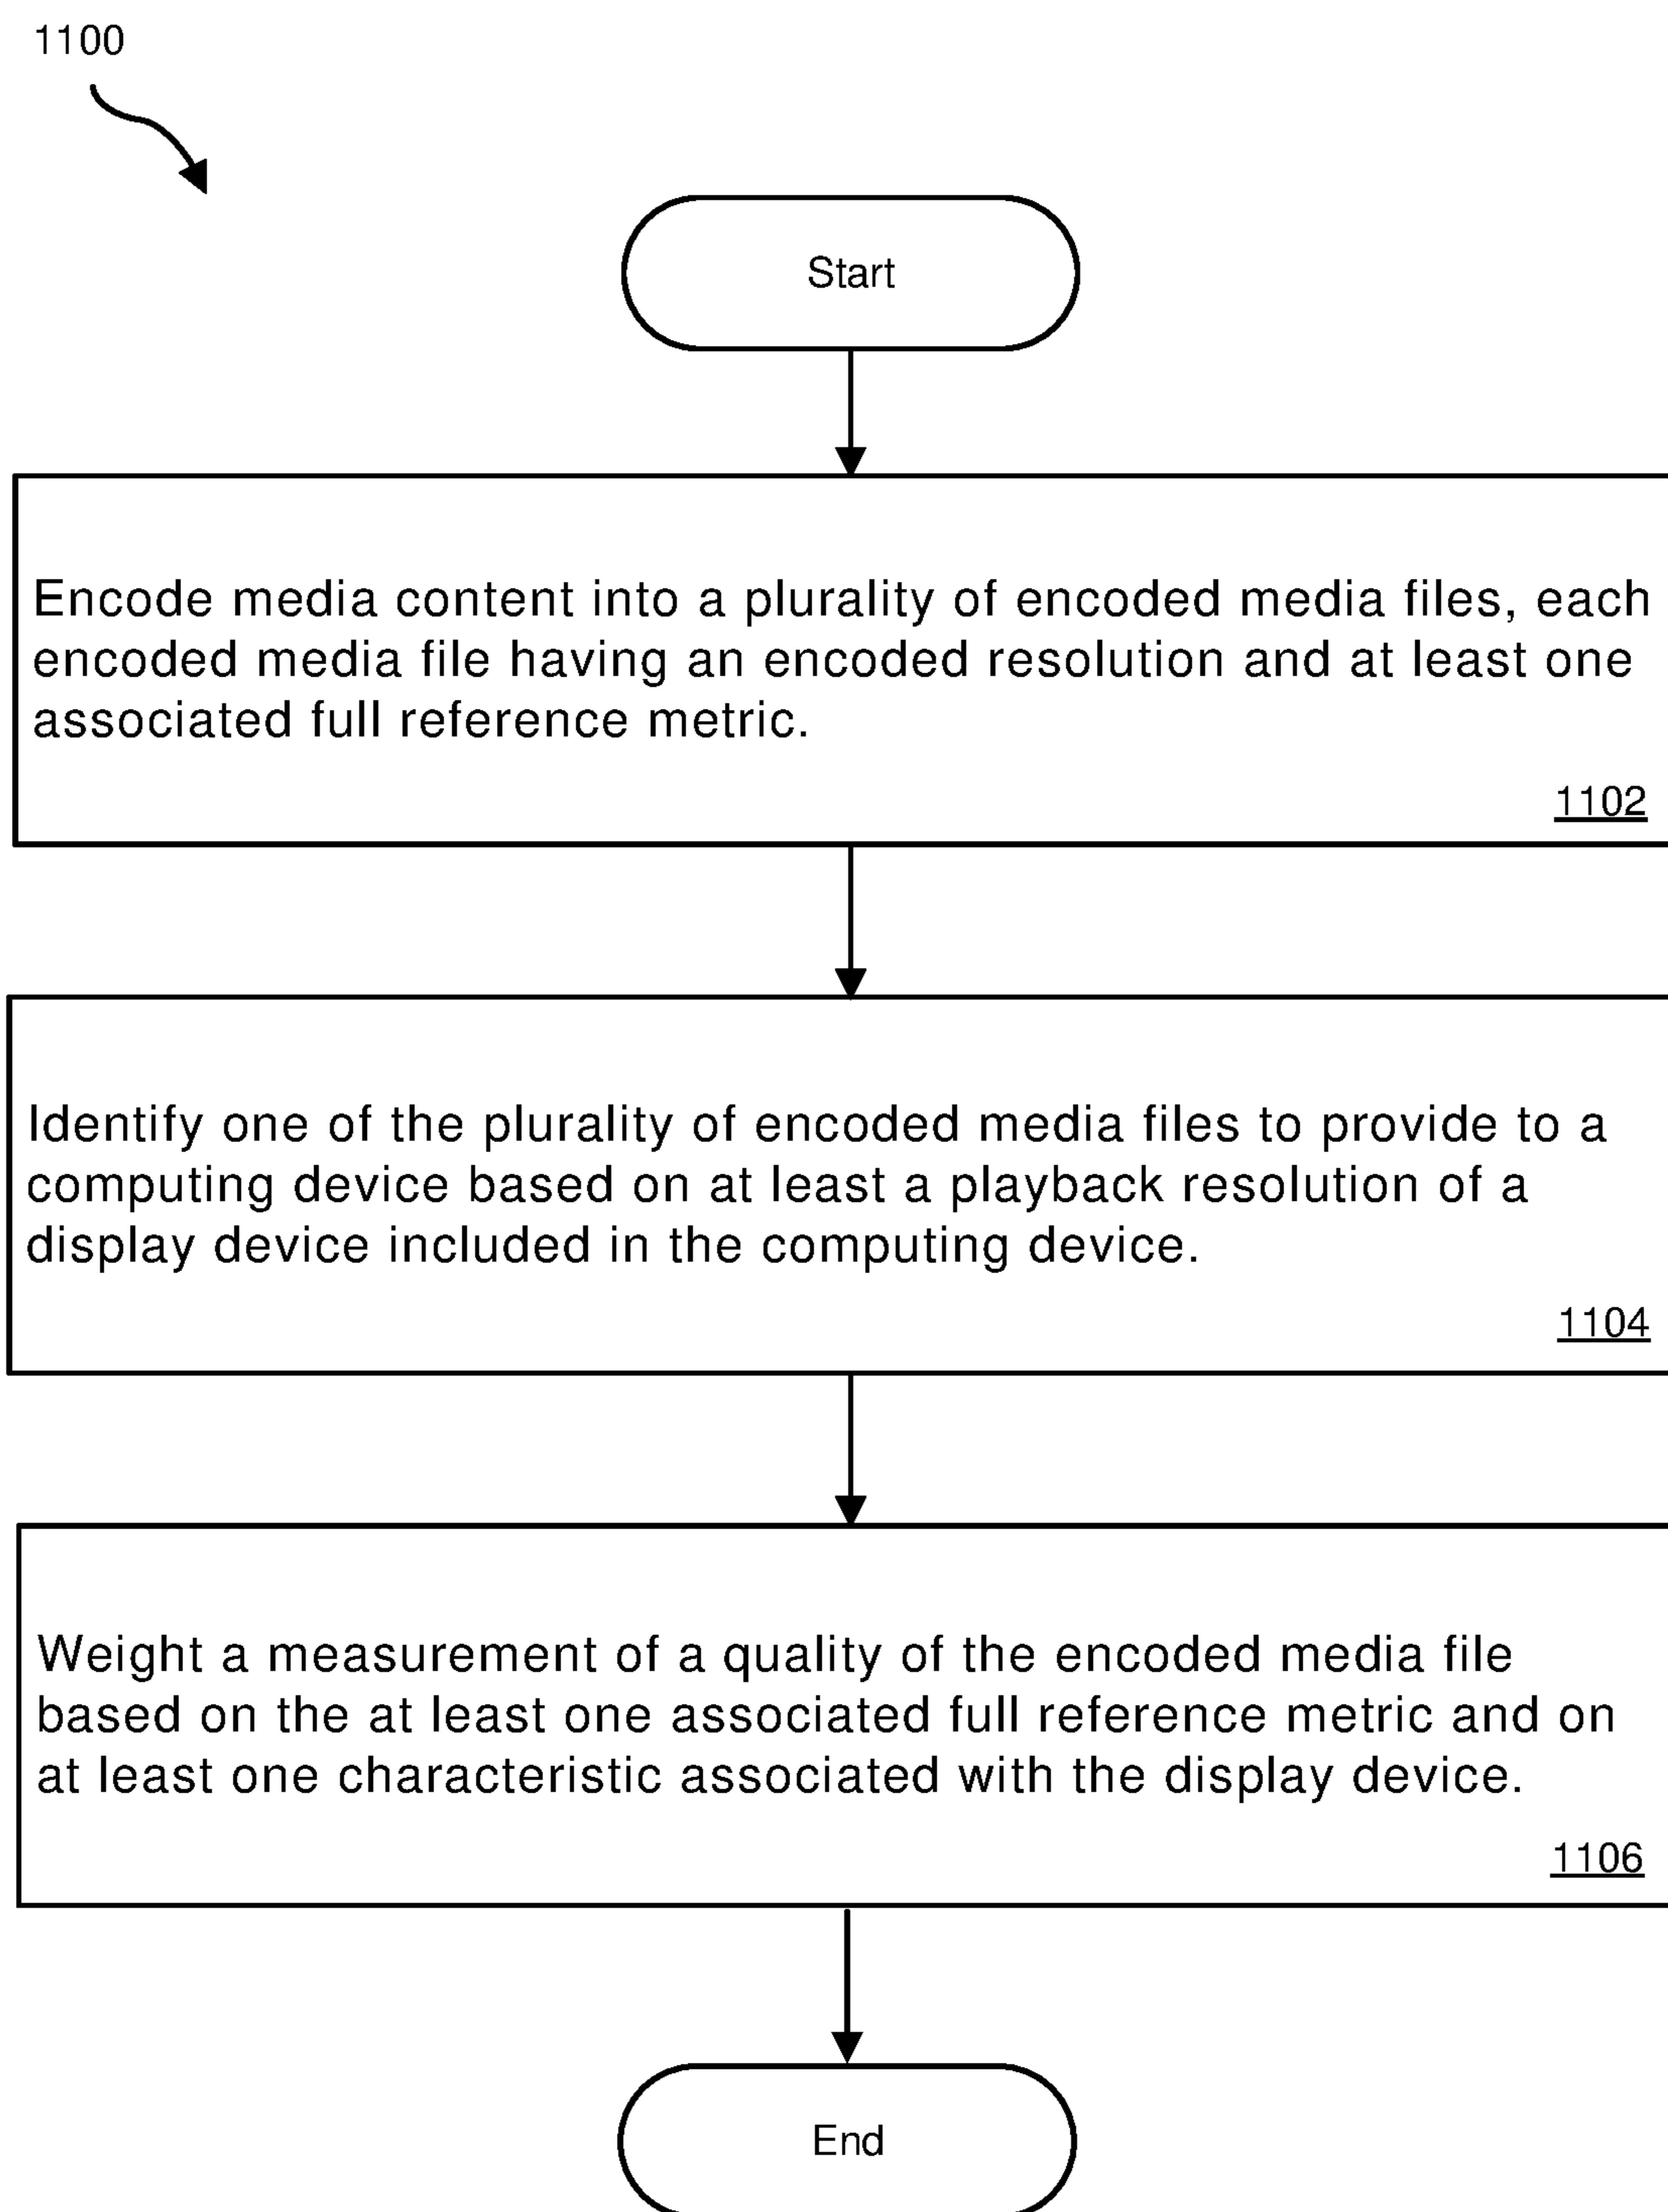 1100
Start
Encode media content into a plurality of encoded media files, each
encoded media file having an encoded resolution and at least one
associated full reference metric.
1102
Identify one of the plurality of encoded media files to provide to a
computing device based on at least a playback resolution of a
display device included in the computing device.
1104
Weight a measurement of a quality of the encoded media file
based on the at least one associated full reference metric and on
at least one characteristic associated with the display device.
1106
End